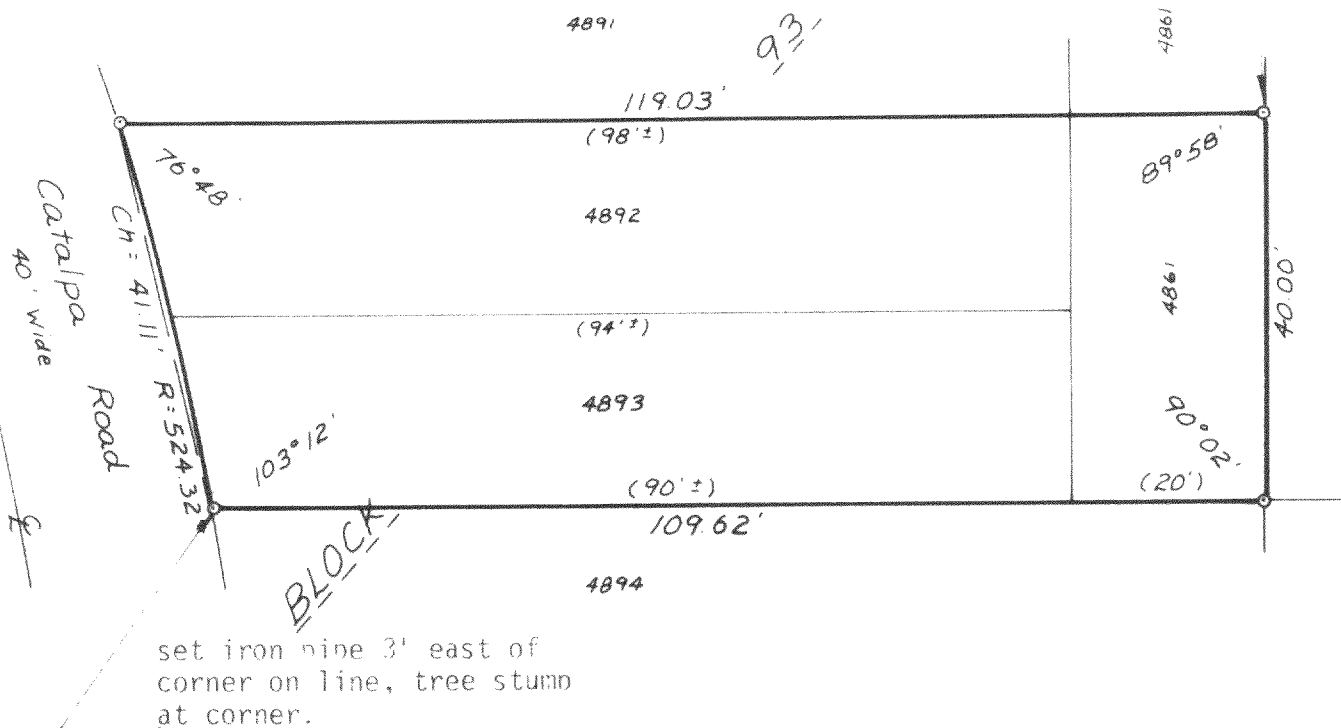 4891
93
4861
119.03'
(98'±)
76°48'
89°58'
Catalpa Road
40' wide
Ch = 41.11' R = 524.32
4892
4861
40.00'
(94'±)
4893
103°12'
90°02'
(90'±)
(20')
109.62'
BLOCK
4894
℄
set iron pipe 3' east of
corner on line, tree stump
at corner.